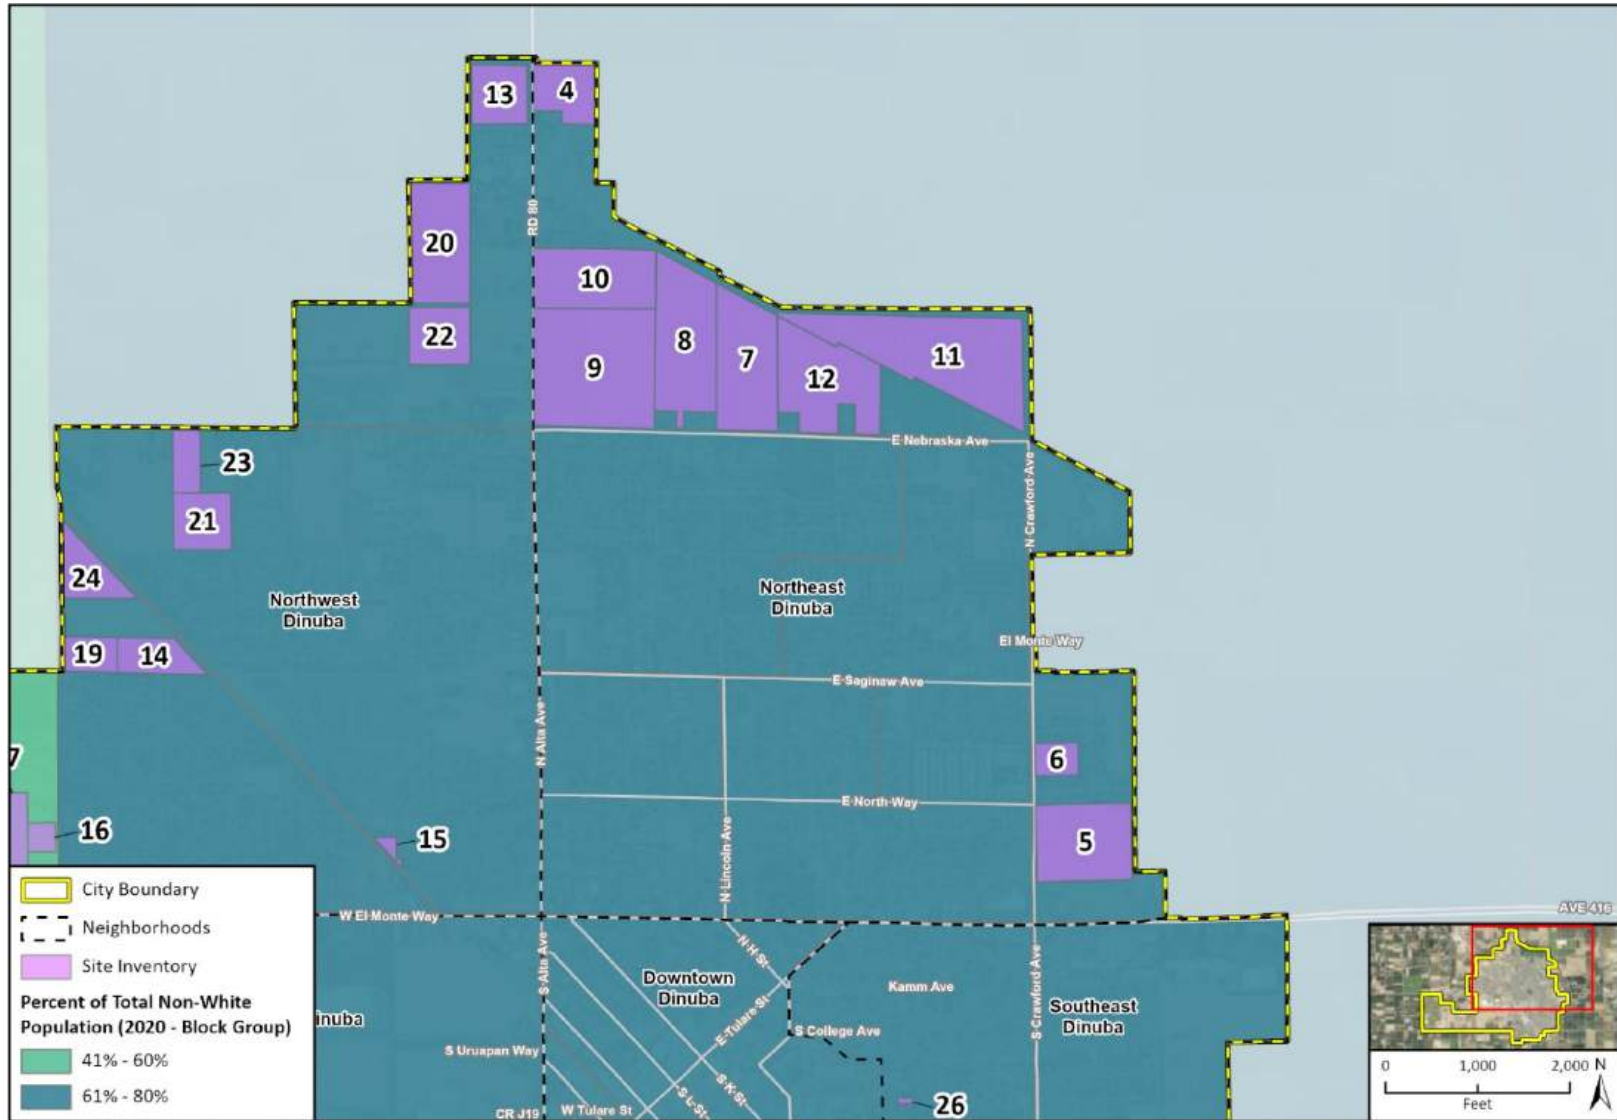 13
4
RD 80
20
10
22
8
11
9
7
12
E Nebraska Ave
23
N Crawford Ave
21
24
Northwest
Dinuba
Northeast
Dinuba
El Monte Way
19
14
E Saginaw Ave
N Alta Ave
7
6
E North Way
16
15
N Lincoln Ave
5
City Boundary
Neighborhoods
Site Inventory
Percent of Total Non-White
Population (2020 - Block Group)
41% - 60%
61% - 80%
W El Monte Way
AVE 416
N H St
S Alta Ave
Downtown
Dinuba
Kamm Ave
S Crawford Ave
Southeast
Dinuba
inuba
E Tulare St
S College Ave
S Uruapan Way
S K St
S L St
CR J19
W Tulare St
26
0
1,000
2,000
N
Feet